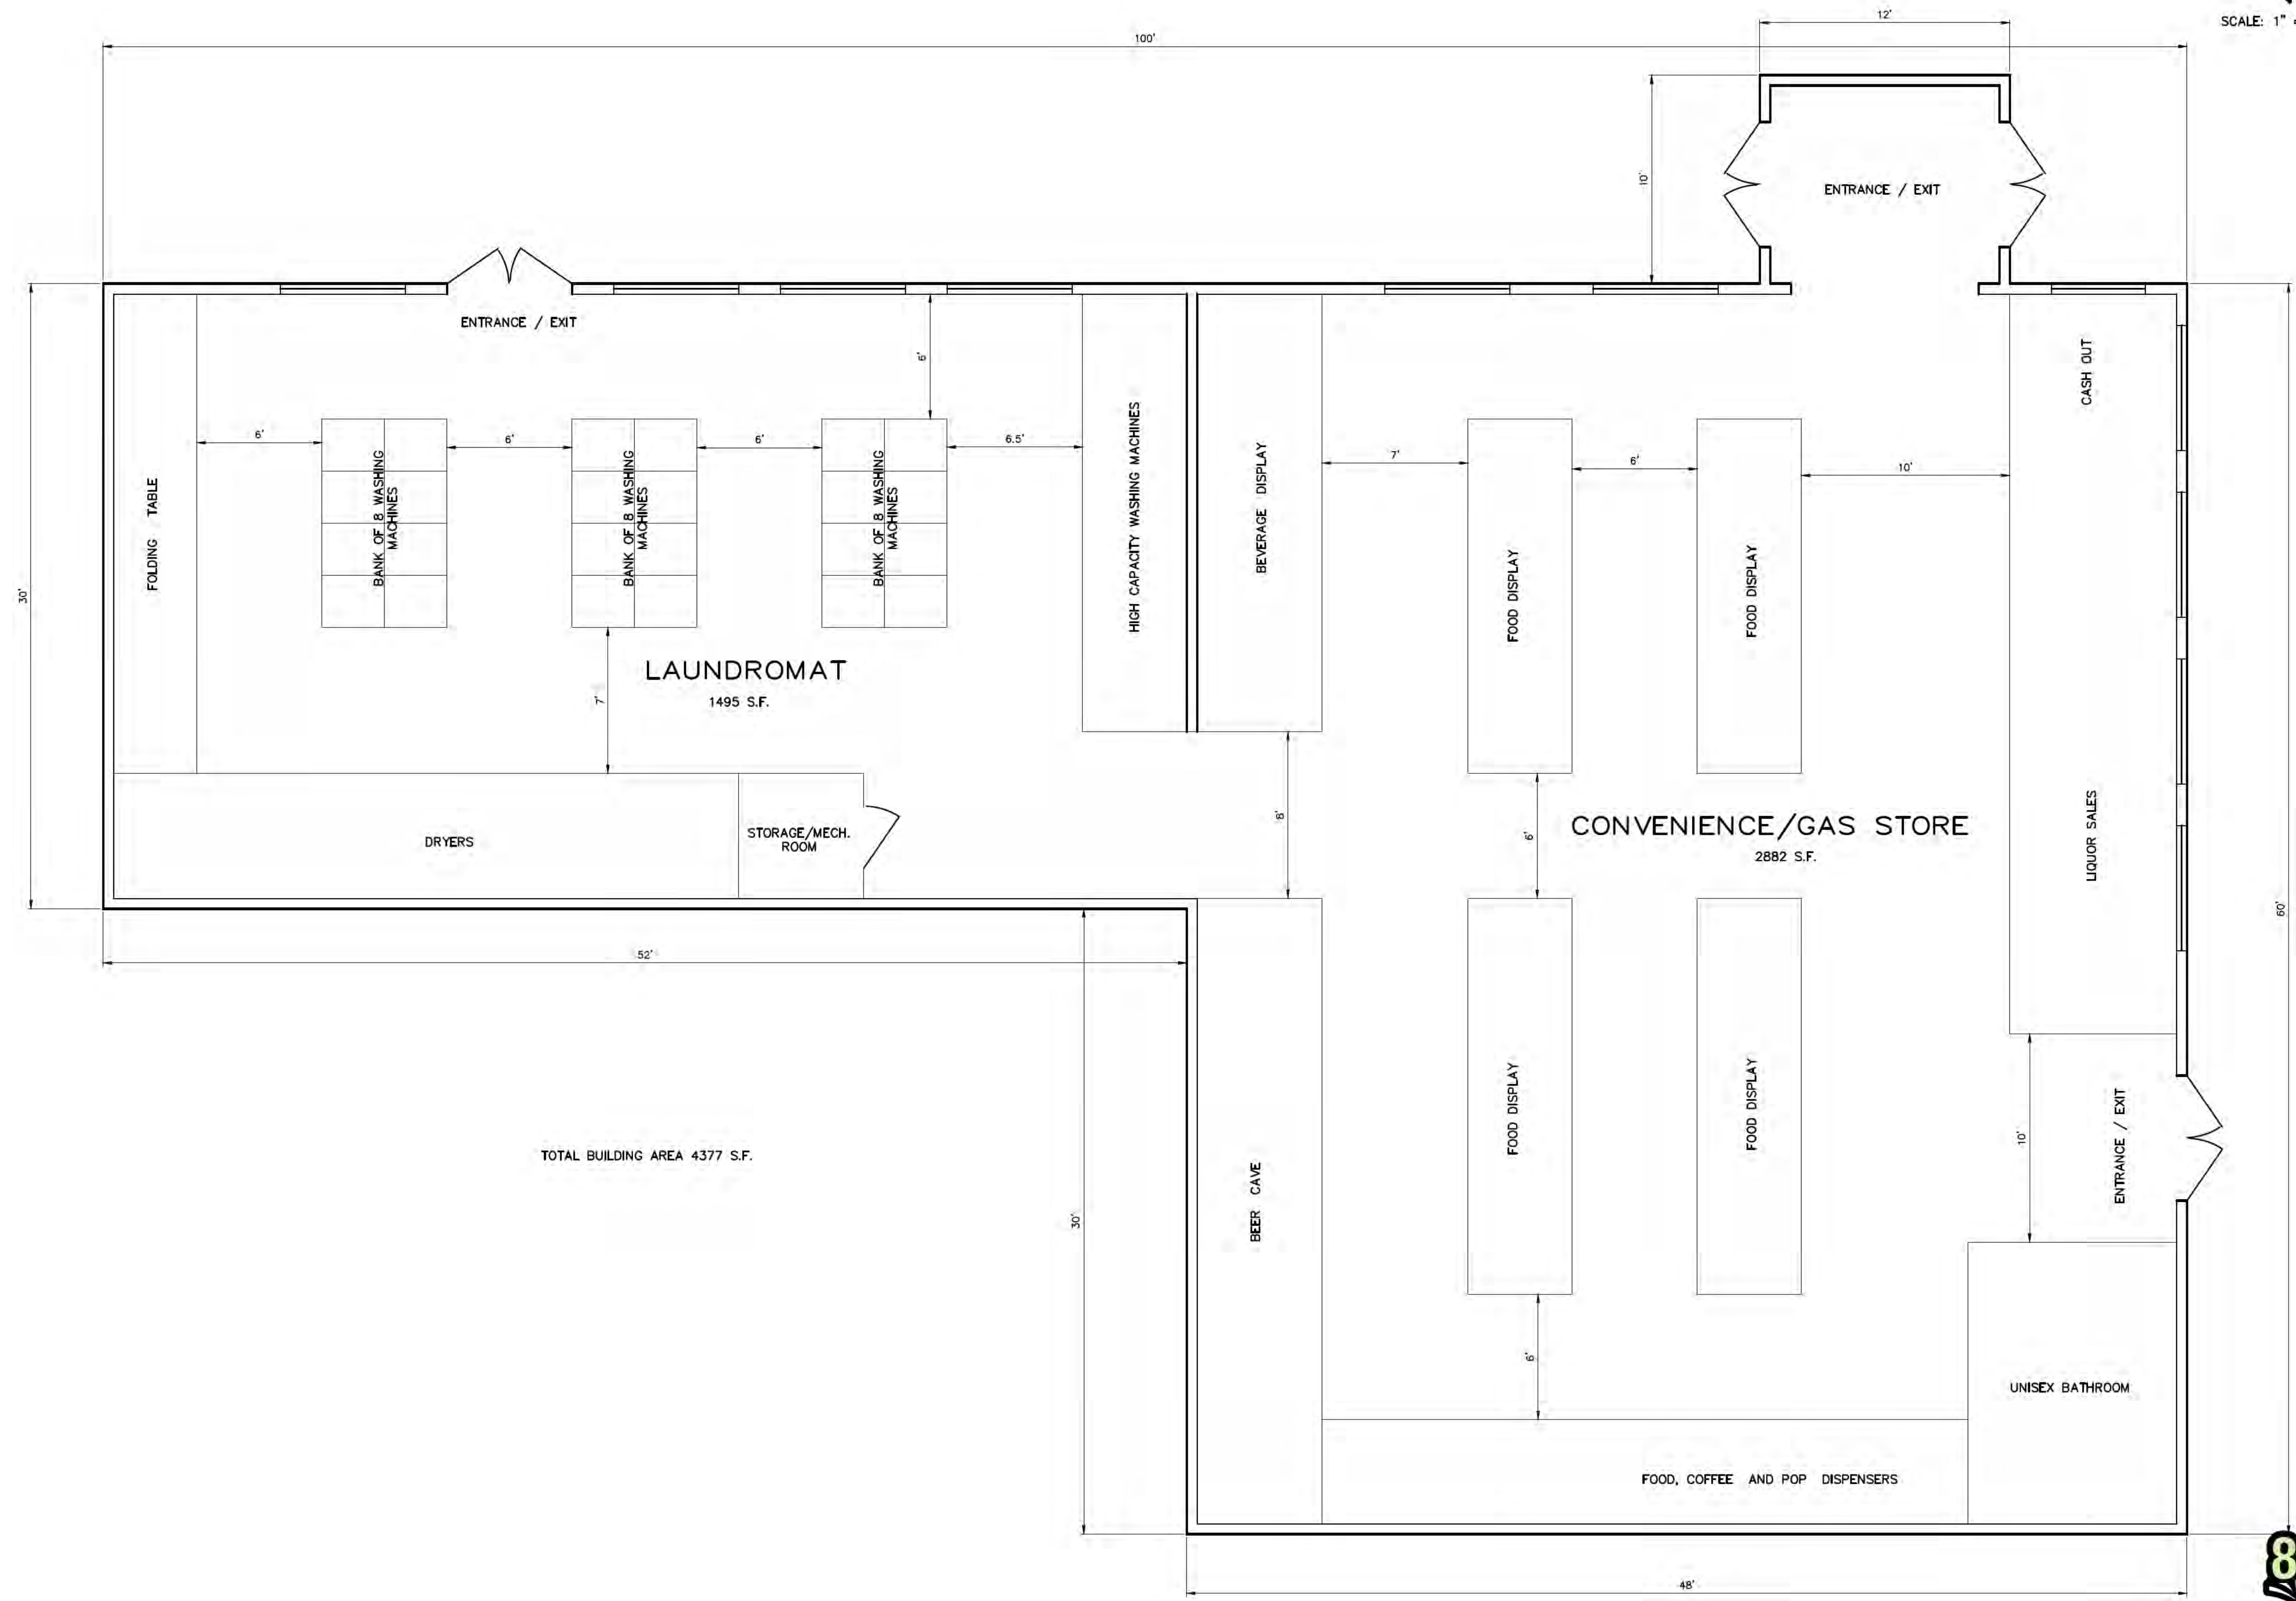 SCALE: 1"
12'
100'
10'
ENTRANCE / EXIT
ENTRANCE / EXIT
6'
CASH OUT
6'
6'
6'
6.5'
7'
6'
10'
FOLDING TABLE
BANK OF 8 WASHING
MACHINES
BANK OF 8 WASHING
MACHINES
BANK OF 8 WASHING
MACHINES
HIGH CAPACITY WASHING MACHINES
BEVERAGE DISPLAY
FOOD DISPLAY
FOOD DISPLAY
30'
LAUNDROMAT
1495 S.F.
7'
DRYERS
STORAGE/MECH.
ROOM
8'
6'
CONVENIENCE/GAS STORE
2882 S.F.
LIQUOR SALES
60'
52'
TOTAL BUILDING AREA 4377 S.F.
30'
BEER CAVE
FOOD DISPLAY
FOOD DISPLAY
10'
ENTRANCE / EXIT
6'
UNISEX BATHROOM
FOOD, COFFEE AND POP DISPENSERS
48'
8